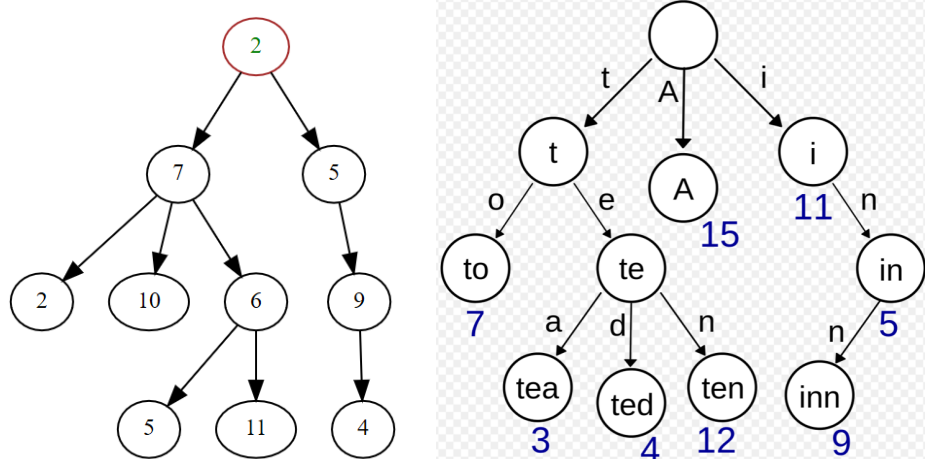 2
7 5
2 10 6 9
5 11 4
t A i
t A i
15 11
o e n
to te in
7 5
a d n n
tea ted ten inn
3 4 12 9